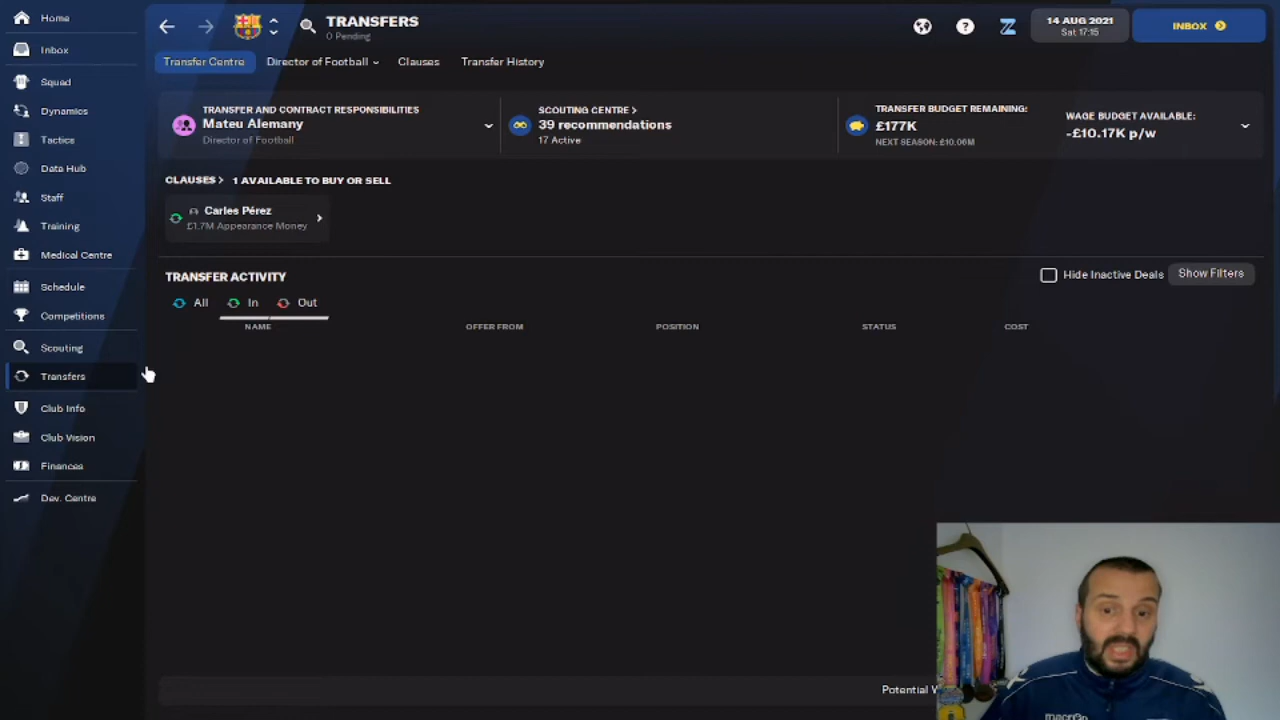 Home
Inbox
Squad
Dynamics
Tactics
Data Hub
Staff
Training
Medical Centre
Schedule
Competitions
Scouting
Transfers
Club Info
Club Vision
Finances
Dev. Centre
TRANSFERS
0 Pending
14 AUG 2021
Sat 17:15
INBOX
Transfer Centre
Director of Football
Clauses
Transfer History
TRANSFER AND CONTRACT RESPONSIBILITIES
Mateu Alemany
Director of Football
SCOUTING CENTRE >
39 recommendations
17 Active
TRANSFER BUDGET REMAINING:
£177K
NEXT SEASON: £10.06M
WAGE BUDGET AVAILABLE:
-£10.17K p/w
CLAUSES > 1 AVAILABLE TO BUY OR SELL
Carles Pérez
£1.7M Appearance Money
TRANSFER ACTIVITY
Hide Inactive Deals
Show Filters
All In Out
NAME OFFER FROM POSITION STATUS COST
Potential
macron